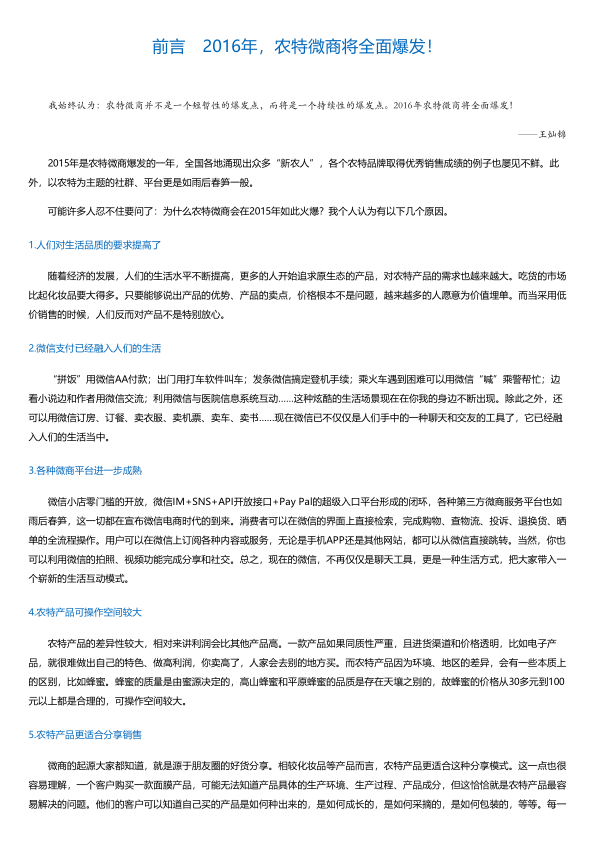 前言　2016年，农特微商将全面爆发！
我始终认为：农特微商并不是一个短暂性的爆发点，而将是一个持续性的爆发点。2016年农特微商将全面爆发！
——王灿锦
2015年是农特微商爆发的一年，全国各地涌现出众多“新农人”，各个农特品牌取得优秀销售成绩的例子也屡见不鲜。此
外，以农特为主题的社群、平台更是如雨后春笋一般。
可能许多人忍不住要问了：为什么农特微商会在2015年如此火爆？我个人认为有以下几个原因。
1.人们对生活品质的要求提高了
随着经济的发展，人们的生活水平不断提高，更多的人开始追求原生态的产品，对农特产品的需求也越来越大。吃货的市场
比起化妆品要大得多。只要能够说出产品的优势、产品的卖点，价格根本不是问题，越来越多的人愿意为价值埋单。而当采用低
价销售的时候，人们反而对产品不是特别放心。
2.微信支付已经融入人们的生活
“拼饭”用微信AA付款；出门用打车软件叫车；发条微信搞定登机手续；乘火车遇到困难可以用微信“喊”乘警帮忙；边
看小说边和作者用微信交流；利用微信与医院信息系统互动……这种炫酷的生活场景现在在你我的身边不断出现。除此之外，还
可以用微信订房、订餐、卖衣服、卖机票、卖车、卖书……现在微信已不仅仅是人们手中的一种聊天和交友的工具了，它已经融
入人们的生活当中。
3.各种微商平台进一步成熟
微信小店零门槛的开放，微信IM+SNS+API开放接口+Pay Pal的超级入口平台形成的闭环，各种第三方微商服务平台也如
雨后春笋，这一切都在宣布微信电商时代的到来。消费者可以在微信的界面上直接检索，完成购物、查物流、投诉、退换货、晒
单的全流程操作。用户可以在微信上订阅各种内容或服务，无论是手机APP还是其他网站，都可以从微信直接跳转。当然，你也
可以利用微信的拍照、视频功能完成分享和社交。总之，现在的微信，不再仅仅是聊天工具，更是一种生活方式，把大家带入一
个崭新的生活互动模式。
4.农特产品可操作空间较大
农特产品的差异性较大，相对来讲利润会比其他产品高。一款产品如果同质性严重，且进货渠道和价格透明，比如电子产
品，就很难做出自己的特色、做高利润，你卖高了，人家会去别的地方买。而农特产品因为环境、地区的差异，会有一些本质上
的区别，比如蜂蜜。蜂蜜的质量是由蜜源决定的，高山蜂蜜和平原蜂蜜的品质是存在天壤之别的，故蜂蜜的价格从30多元到100
元以上都是合理的，可操作空间较大。
5.农特产品更适合分享销售
微商的起源大家都知道，就是源于朋友圈的好货分享。相较化妆品等产品而言，农特产品更适合这种分享模式。这一点也很
容易理解，一个客户购买一款面膜产品，可能无法知道产品具体的生产环境、生产过程、产品成分，但这恰恰就是农特产品最容
易解决的问题。他们的客户可以知道自己买的产品是如何种出来的，是如何成长的，是如何采摘的，是如何包装的，等等。每一